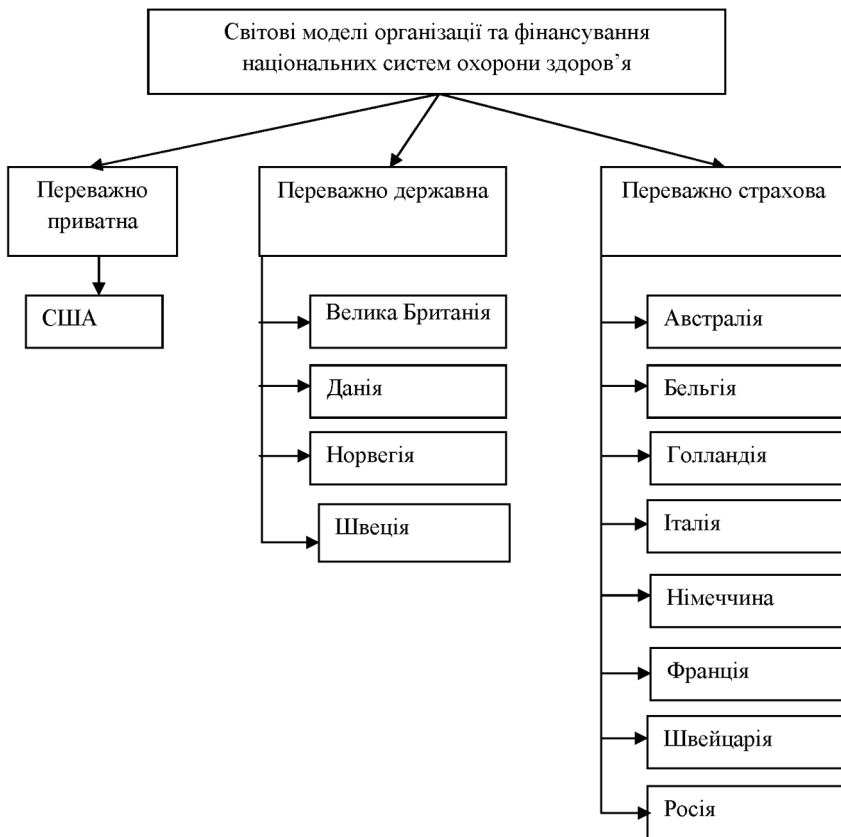 Світові моделі організації та фінансування
національних систем охорони здоров’я
Переважно
приватна
США
Переважно державна
Велика Британія
Данія
Норвегія
Швеція
Переважно страхова
Австралія
Бельгія
Голландія
Італія
Німеччина
Франція
Швейцарія
Росія